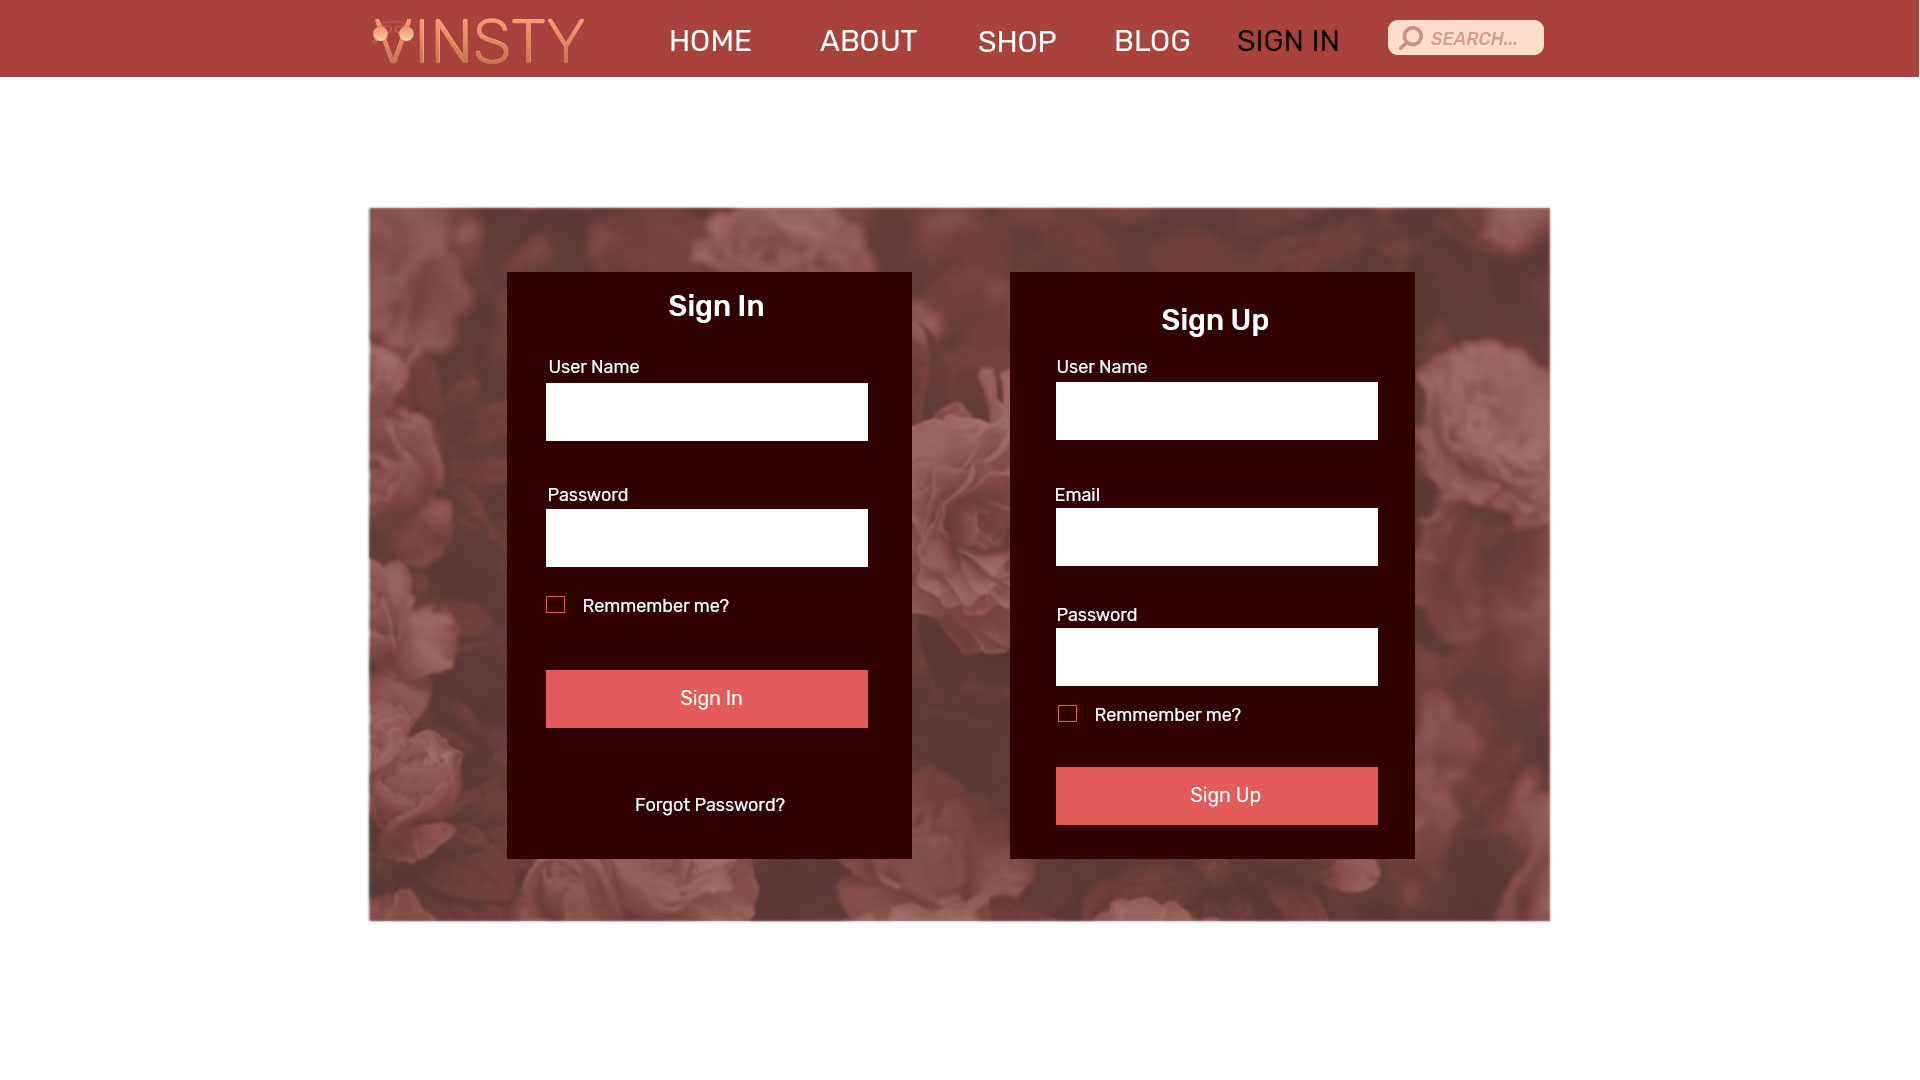 VINSTY
HOME
ABOUT
SHOP
BLOG
SIGN IN
SEARCH...
Sign In
User Name
Password
Remmember me?
Sign In
Forgot Password?
Sign Up
User Name
Email
Password
Remmember me?
Sign Up